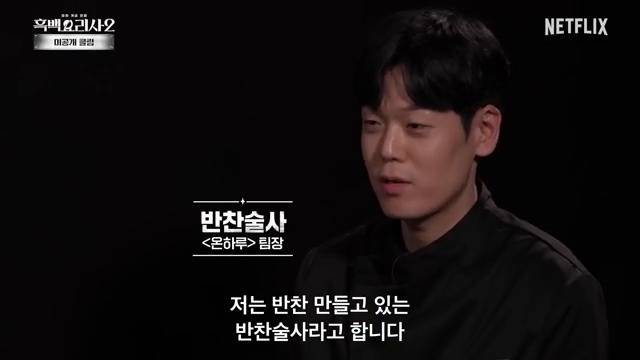 흑백요리사2
미공개 클립
NETFLIX
반찬술사
<온하루> 팀장
저는 반찬 만들고 있는
반찬술사라고 합니다